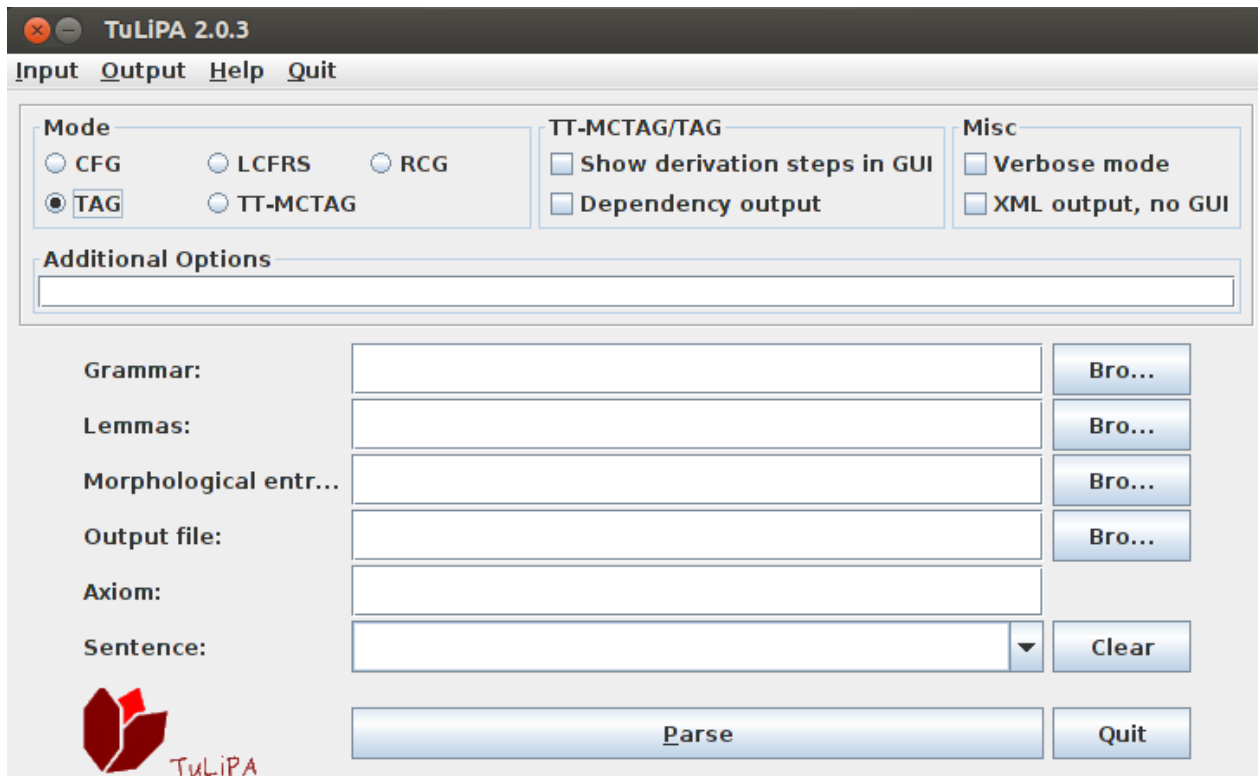 TuLiPA 2.0.3
Input Output Help Quit
Mode TT-MCTAG/TAG Misc
CFG LCFRS RCG Show derivation steps in GUI Verbose mode
TAG TT-MCTAG Dependency output XML output, no GUI
Additional Options
Grammar: Bro...
Lemmas: Bro...
Morphological entr... Bro...
Output file: Bro...
Axiom:
Sentence: Clear
Parse Quit
TuLiPA